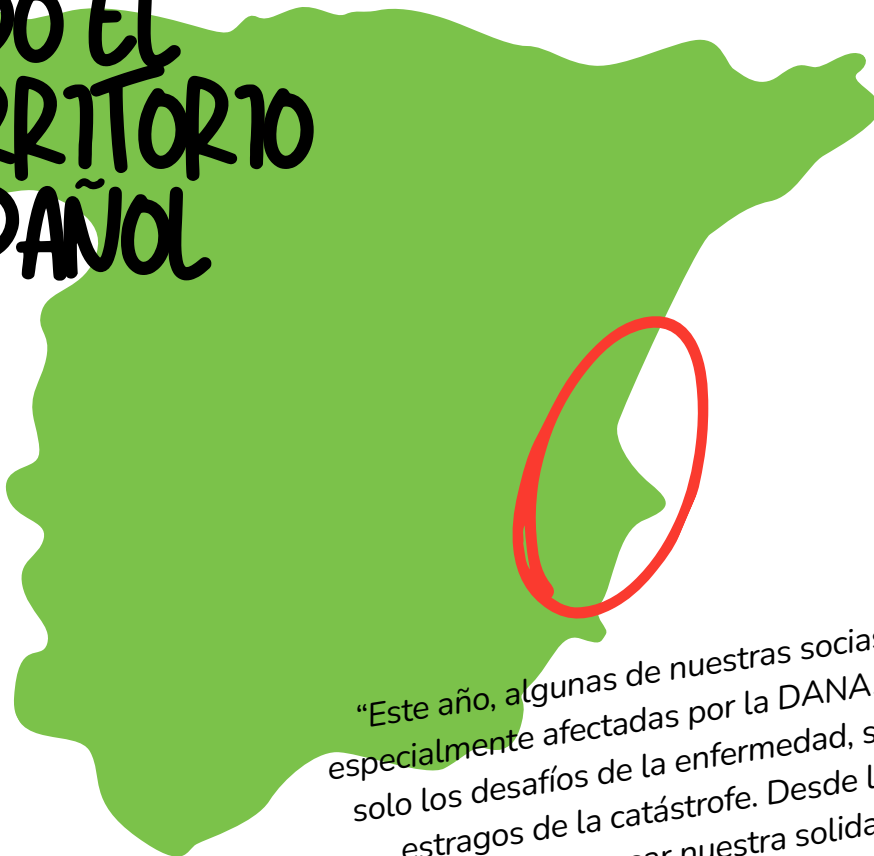 DO EL
RRITORIO
PAÑOL
“Este año, algunas de nuestras socias
especialmente afectadas por la DANA
solo los desafíos de la enfermedad, s
estragos de la catástrofe. Desde l
ar nuestra solida